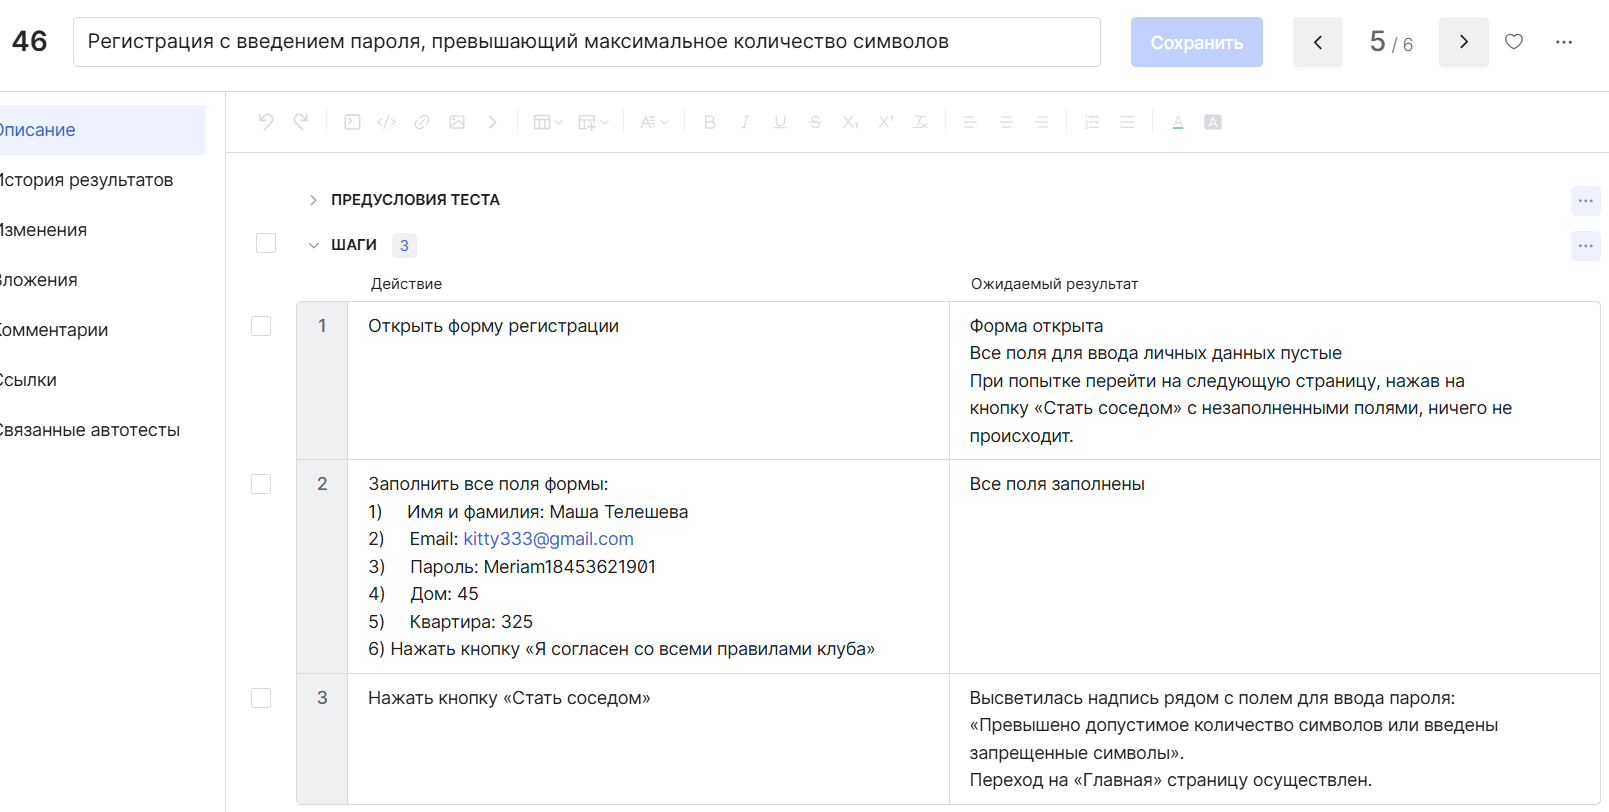 46
Регистрация с введением пароля, превышающий максимальное количество символов
Сохранить
5 / 6
Описание
История результатов
Изменения
Вложения
Комментарии
Ссылки
Связанные автотесты
ПРЕДУСЛОВИЯ ТЕСТА
ШАГИ 3
Действие
Ожидаемый результат
1
Открыть форму регистрации
Форма открыта
Все поля для ввода личных данных пустые
При попытке перейти на следующую страницу, нажав на
кнопку «Стать соседом» с незаполненными полями, ничего не
происходит.
2
Заполнить все поля формы:
1) Имя и фамилия: Маша Телешева
2) Email: kitty333@gmail.com
3) Пароль: Meriam18453621901
4) Дом: 45
5) Квартира: 325
6) Нажать кнопку «Я согласен со всеми правилами клуба»
Все поля заполнены
3
Нажать кнопку «Стать соседом»
Высветилась надпись рядом с полем для ввода пароля:
«Превышено допустимое количество символов или введены
запрещенные символы».
Переход на «Главная» страницу осуществлен.